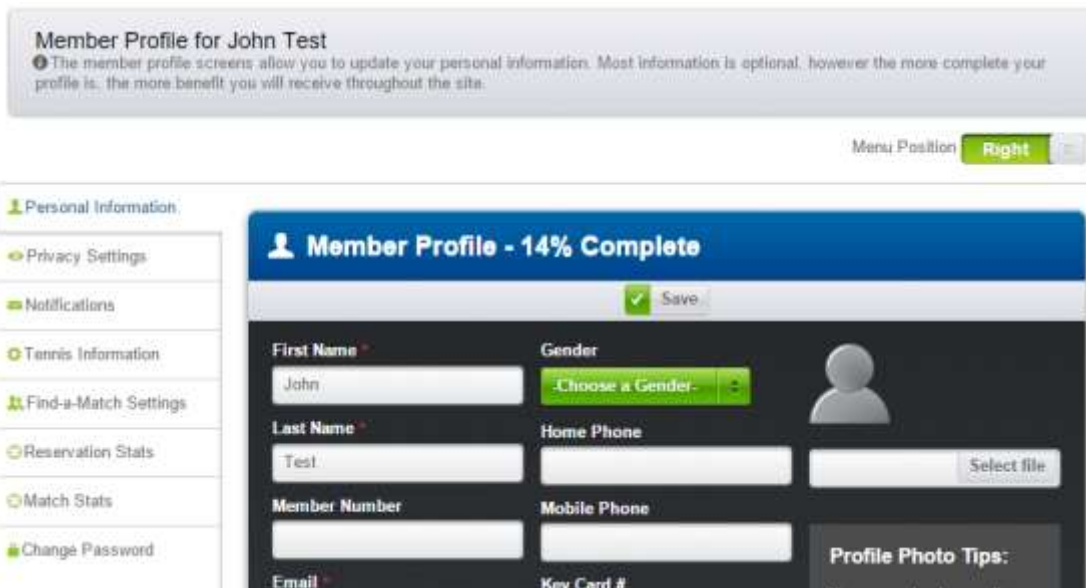 Member Profile for John Test
The member profile screens allow you to update your personal information. Most information is optional, however the more complete your
profile is, the more benefit you will receive throughout the site.
Menu Position Right
Personal Information
Privacy Settings
Notifications
Tennis Information
Find-a-Match Settings
Reservation Stats
Match Stats
Change Password
Member Profile - 14% Complete
Save
First Name *
Gender
John
-Choose a Gender-
Last Name *
Home Phone
Test
Select file
Member Number
Mobile Phone
Profile Photo Tips:
Email *
Key Card #